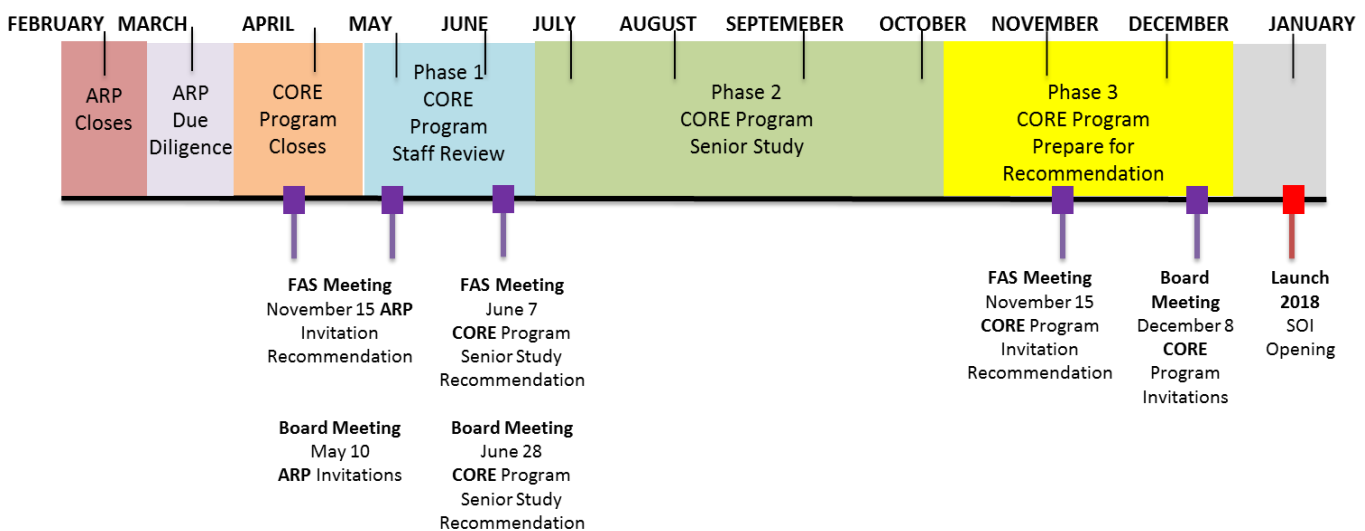 FEBRUARY MARCH APRIL MAY JUNE JULY AUGUST SEPTEMEBER OCTOBER NOVEMBER DECEMBER JANUARY
ARP
Closes
ARP
Due
Diligence
CORE
Program
Closes
Phase 1
CORE
Program
Staff Review
Phase 2
CORE Program
Senior Study
Phase 3
CORE Program
Prepare for
Recommendation
FAS Meeting
November 15 ARP
Invitation
Recommendation
Board Meeting
May 10
ARP Invitations
FAS Meeting
June 7
CORE Program
Senior Study
Recommendation
Board Meeting
June 28
CORE Program
Senior Study
Recommendation
FAS Meeting
November 15
CORE Program
Invitation
Recommendation
Board
Meeting
December 8
CORE
Program
Invitations
Launch
2018
SOI
Opening